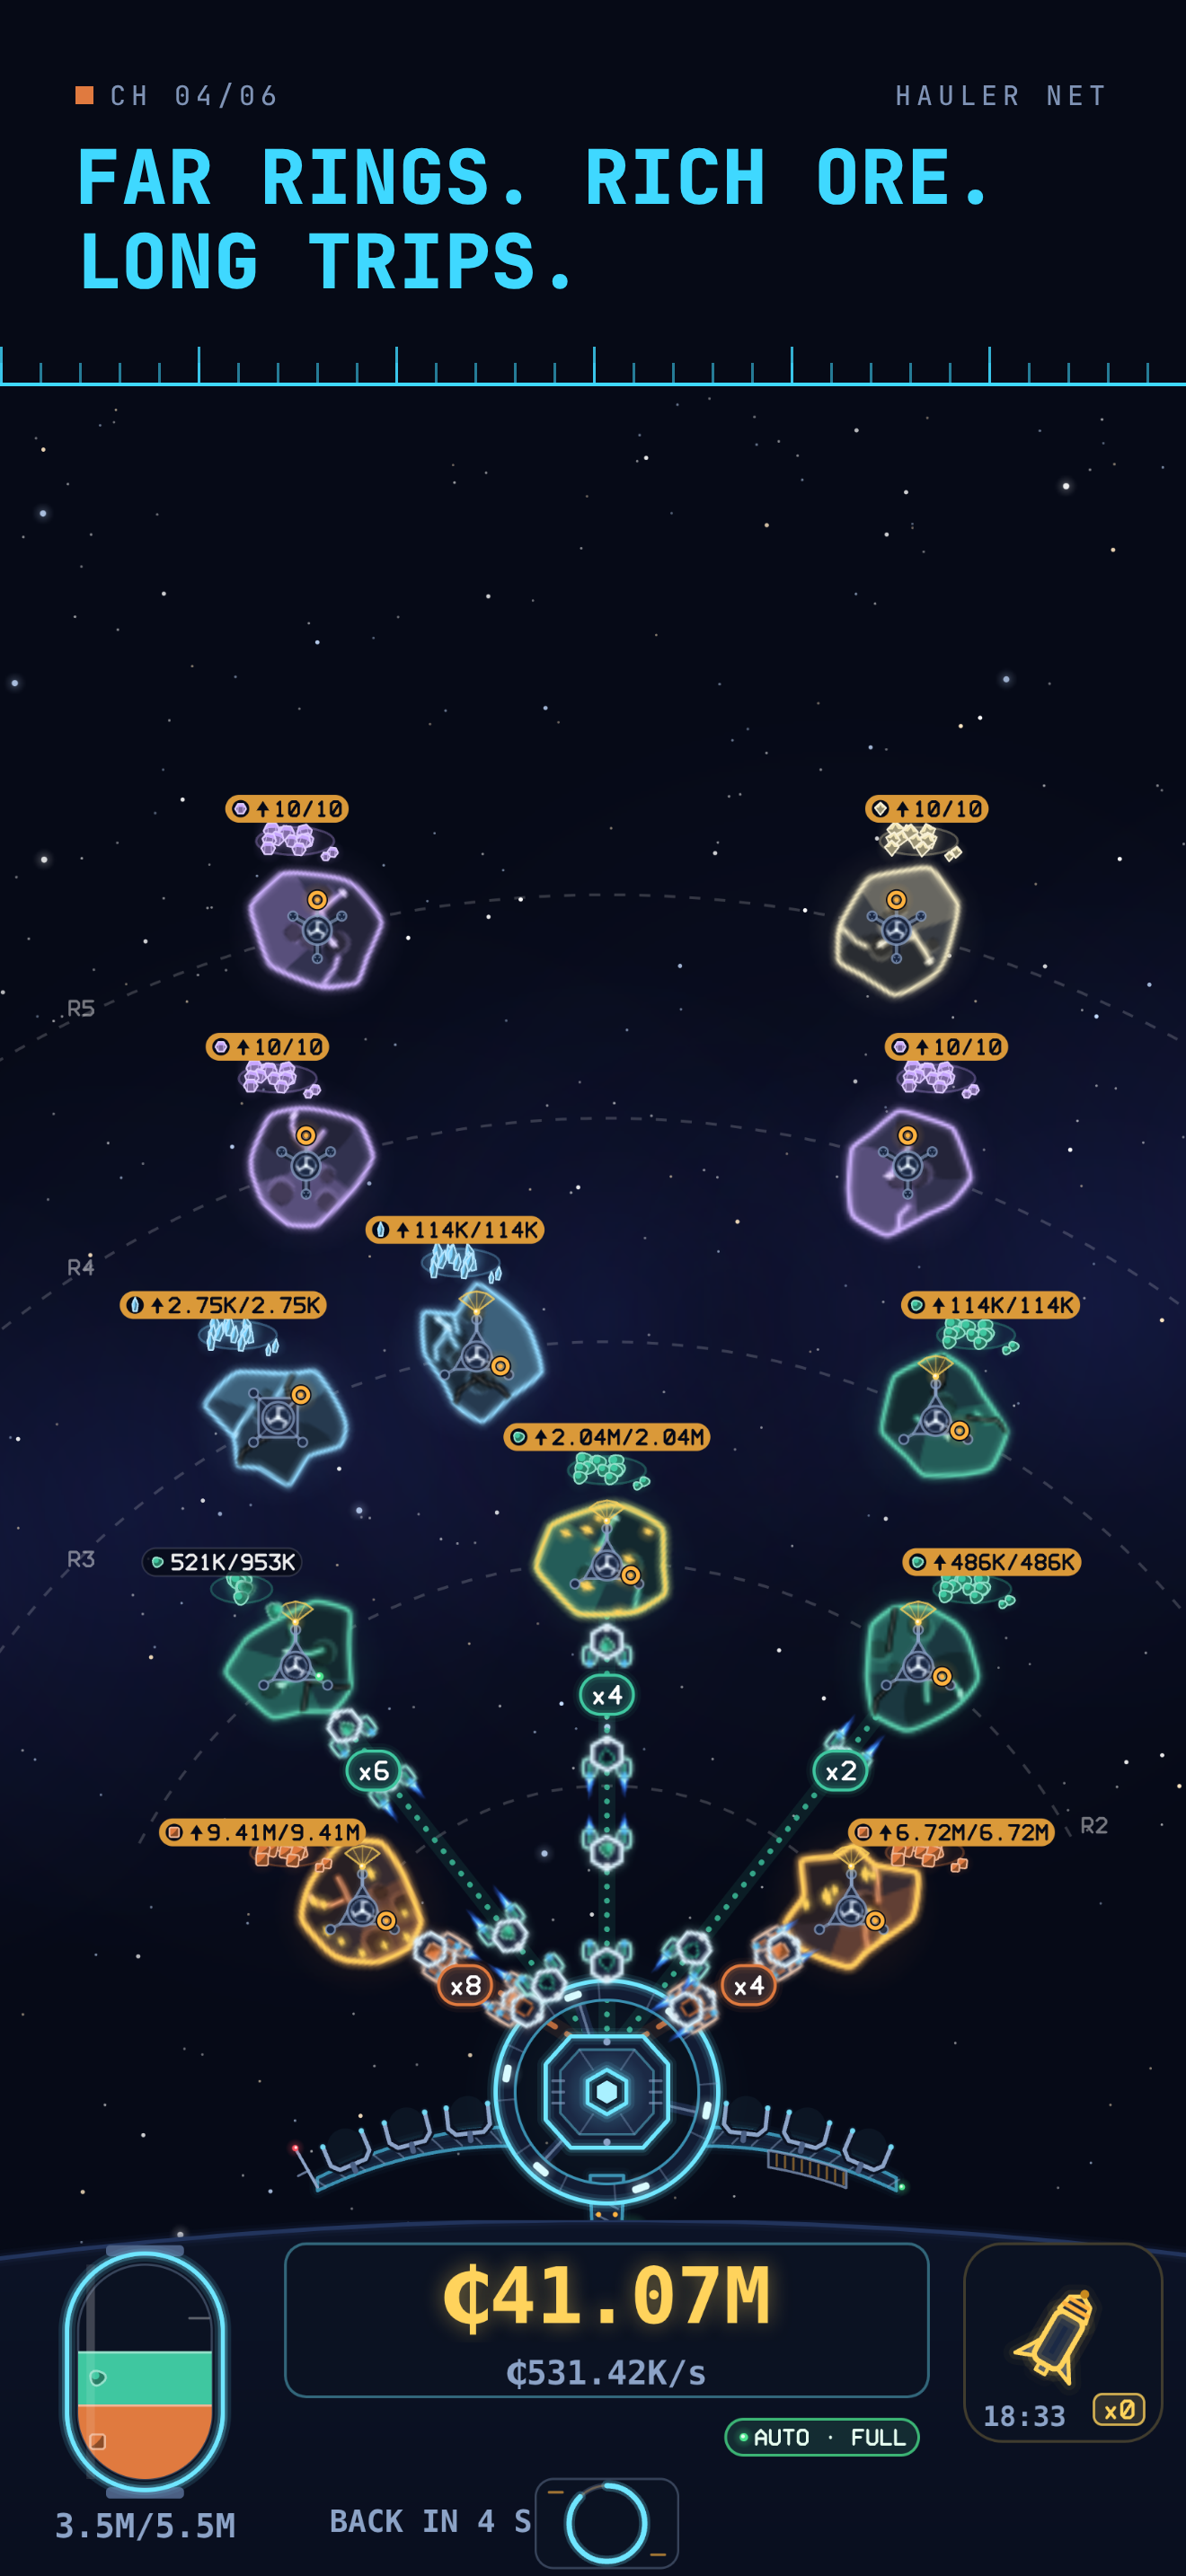 CH 04/06
HAULER NET
FAR RINGS. RICH ORE.
LONG TRIPS.
10/10
10/10
R5
10/10
10/10
114K/114K
R4
2.75K/2.75K
114K/114K
2.04M/2.04M
R3
521K/953K
486K/486K
x4
x6
x2
9.41M/9.41M
6.72M/6.72M
R2
x8
x4
₵41.07M
₵531.42K/s
18:33
x0
AUTO · FULL
3.5M/5.5M
BACK IN 4 S